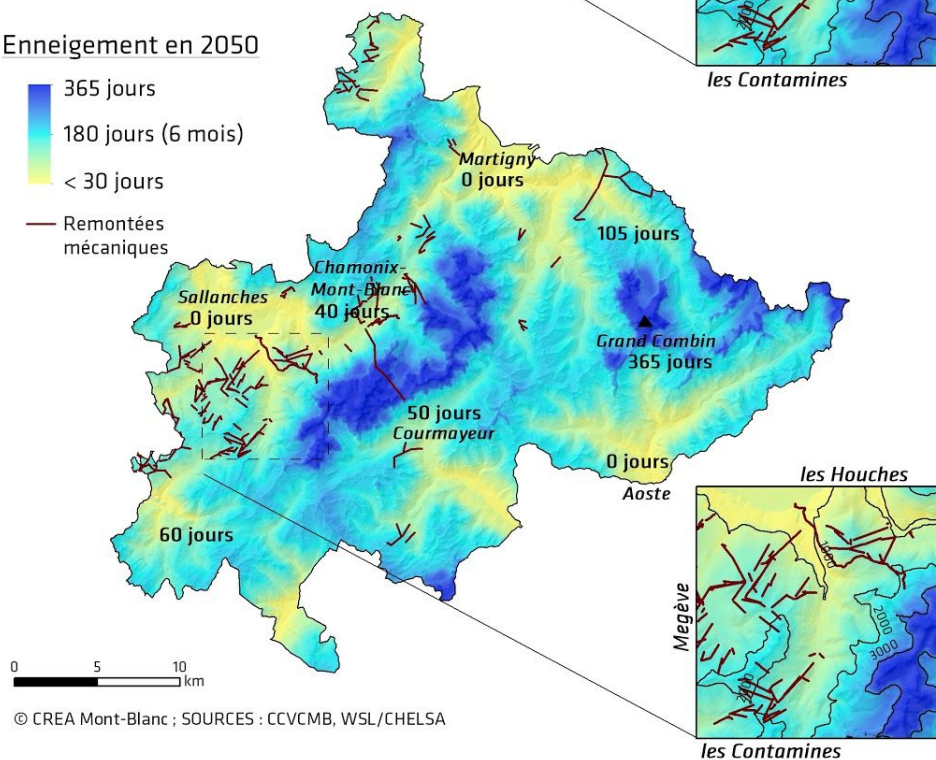 2000
les Contamines
Enneigement en 2050
365 jours
180 jours (6 mois)
< 30 jours
Remontées
mécaniques
Martigny
0 jours
105 jours
Chamonix-
Mont-Blanc
40 jours
Sallanches
0 jours
Grand Combin
365 jours
50 jours
Courmayeur
0 jours
Aoste
60 jours
les Houches
Megève
1000
2000
3000
2000
les Contamines
0 5 10
km
© CREA Mont-Blanc ; SOURCES : CCVCMB, WSL/CHELSA